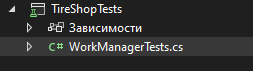 TireShopTests
Зависимости
C# WorkManagerTests.cs